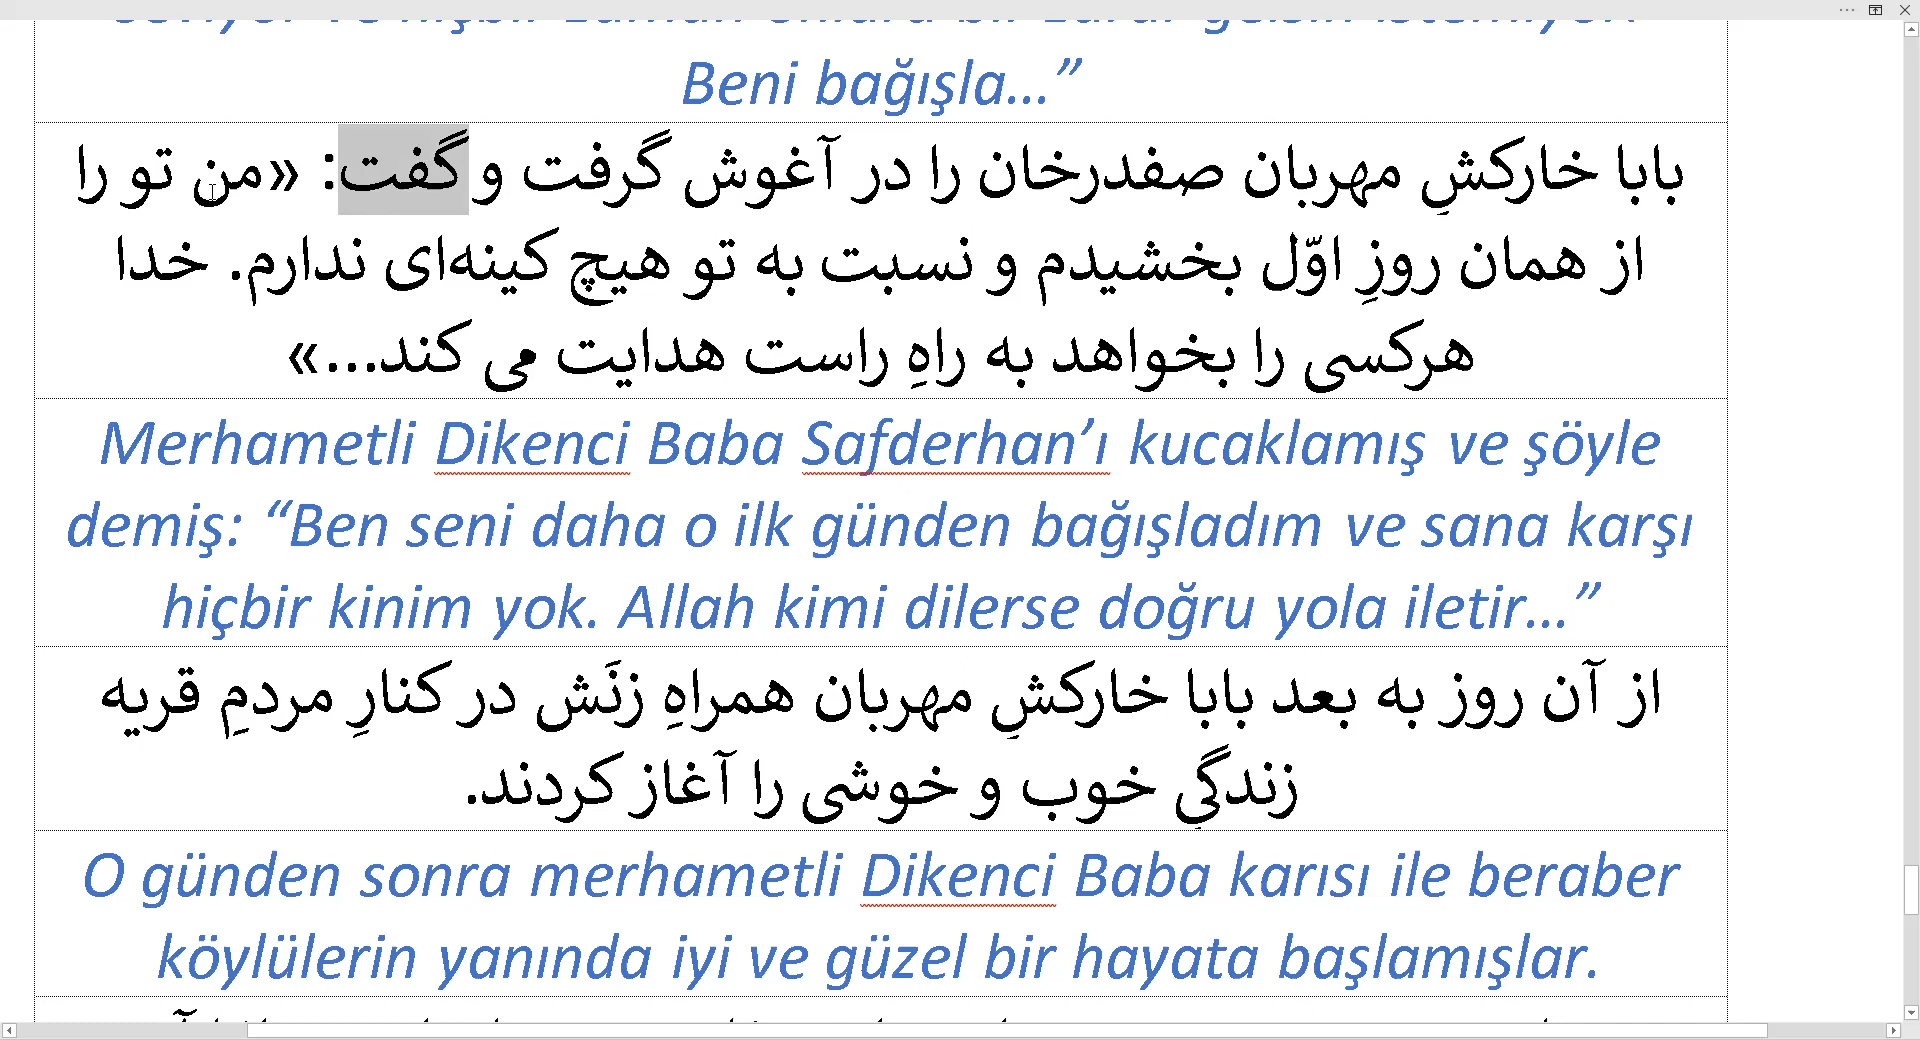 Beni bağışla…”
بابا خارکشِ مهربان صفدرخان را در آغوش گرفت و گفت: «من تو را
از همان روزِ اوّل بخشیدم و نسبت به تو هیچ کینه‌ای ندارم. خدا
هرکسی را بخواهد به راهِ راست هدایت می کند...»
Merhametli Dikenci Baba Safderhan’ı kucaklamış ve şöyle
demiş: “Ben seni daha o ilk günden bağışladım ve sana karşı
hiçbir kinim yok. Allah kimi dilerse doğru yola iletir…”
از آن روز به بعد بابا خارکشِ مهربان همراهِ زنَش در کنارِ مردمِ قریه
زندگیِ خوب و خوشی را آغاز کردند.
O günden sonra merhametli Dikenci Baba karısı ile beraber
köylülerin yanında iyi ve güzel bir hayata başlamışlar.